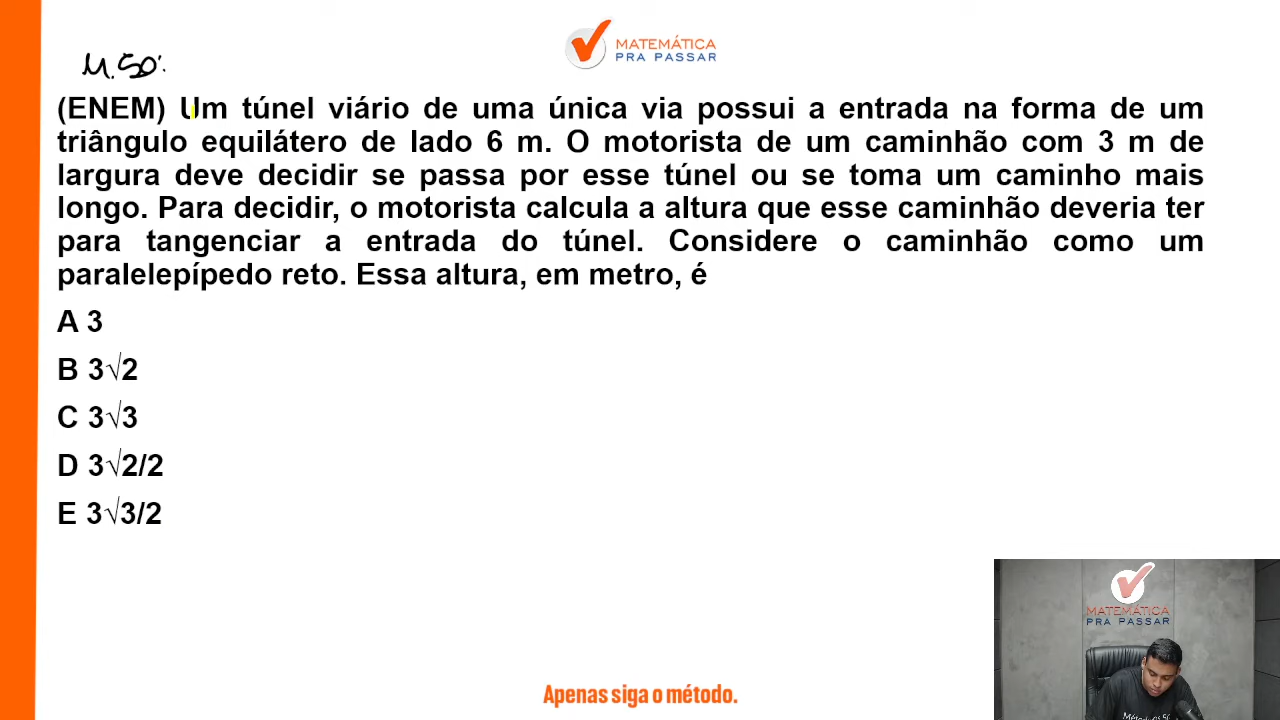 MATEMÁTICA
PRA PASSAR
M.50:
(ENEM) Um túnel viário de uma única via possui a entrada na forma de um
triângulo equilátero de lado 6 m. O motorista de um caminhão com 3 m de
largura deve decidir se passa por esse túnel ou se toma um caminho mais
longo. Para decidir, o motorista calcula a altura que esse caminhão deveria ter
para tangenciar a entrada do túnel. Considere o caminhão como um
paralelepípedo reto. Essa altura, em metro, é
A 3
B 3√2
C 3√3
D 3√2/2
E 3√3/2
MATEMÁTICA
PRA PASSAR
Apenas siga o método.